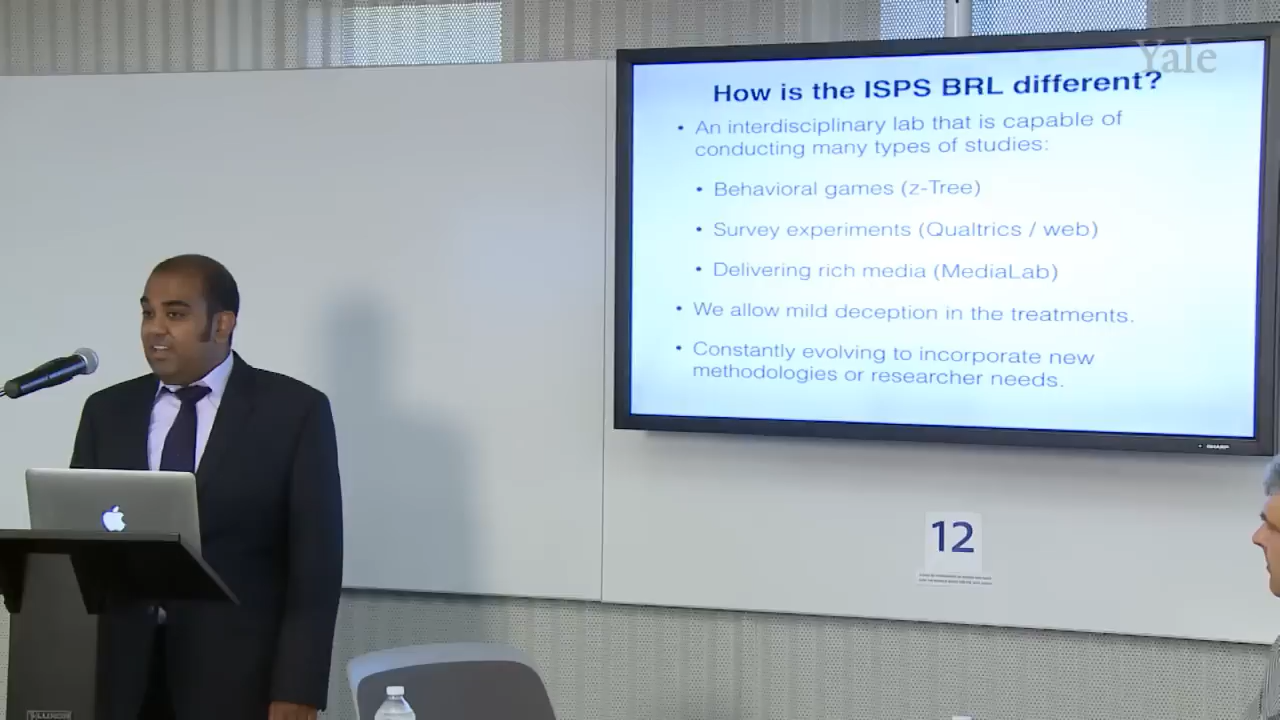 Yale
How is the ISPS BRL different?
• An interdisciplinary lab that is capable of
conducting many types of studies:
• Behavioral games (z-Tree)
• Survey experiments (Qualtrics / web)
• Delivering rich media (MediaLab)
• We allow mild deception in the treatments.
• Constantly evolving to incorporate new
methodologies or researcher needs.
SHARP
12